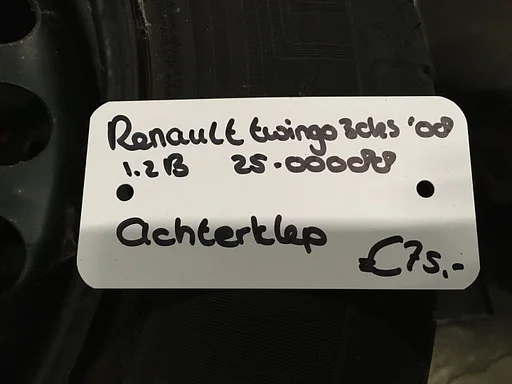 Renault twingo 3drs '08
1.2B 25.000km
Achterklep
€75,-